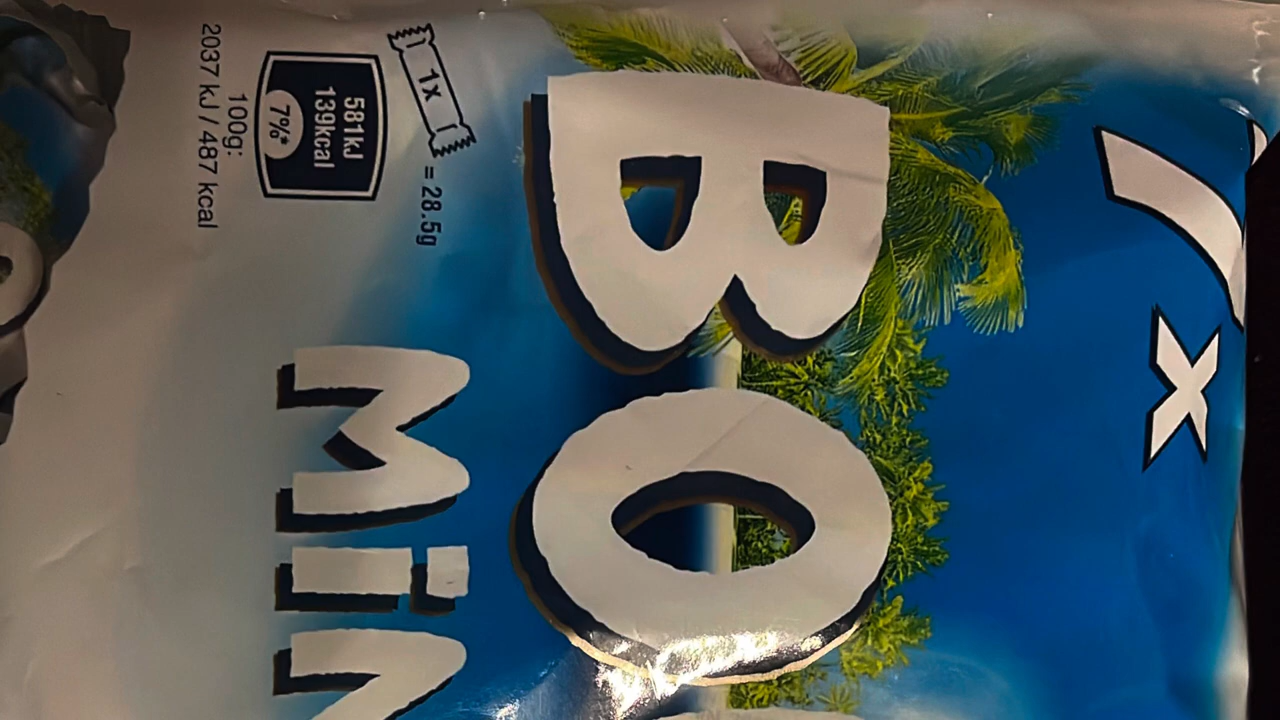 x
BO
Min
1x
= 28.5g
581kJ
139kcal
7%*
100g:
2037 kJ / 487 kcal